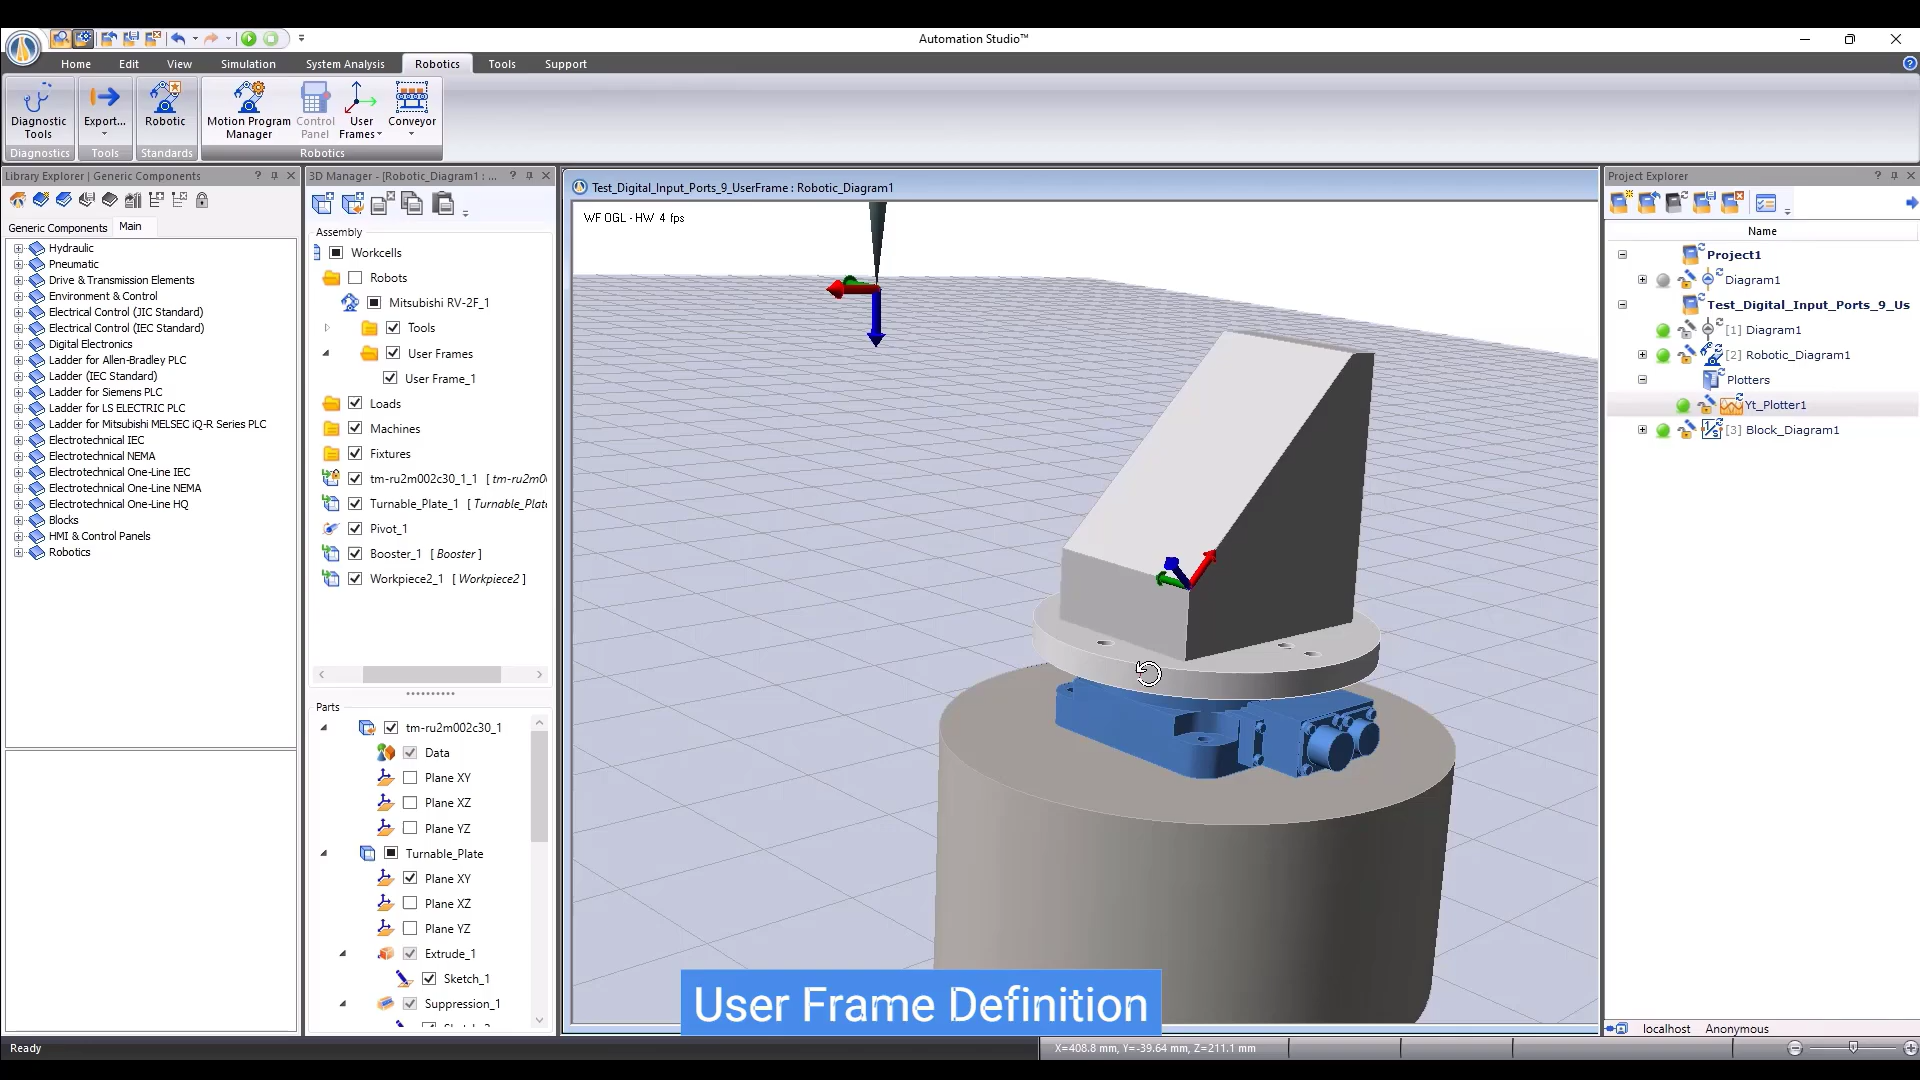 Automation Studio™
Home Edit View Simulation System Analysis Robotics Tools Support
Diagnostic Tools
Export...
Robotic
Motion Program Manager
Control Panel
User Frames
Conveyor
Diagnostics Tools Standards Robotics
Library Explorer | Generic Components
Generic Components Main
Hydraulic
Pneumatic
Drive & Transmission Elements
Environment & Control
Electrical Control (JIC Standard)
Electrical Control (IEC Standard)
Digital Electronics
Ladder for Allen-Bradley PLC
Ladder (IEC Standard)
Ladder for Siemens PLC
Ladder for LS ELECTRIC PLC
Ladder for Mitsubishi MELSEC iQ-R Series PLC
Electrotechnical IEC
Electrotechnical NEMA
Electrotechnical One-Line IEC
Electrotechnical One-Line NEMA
Electrotechnical One-Line HQ
Blocks
HMI & Control Panels
Robotics
3D Manager - [Robotic_Diagram1 : ...
Assembly
Workcells
Robots
Mitsubishi RV-2F_1
Tools
User Frames
User Frame_1
Loads
Machines
Fixtures
tm-ru2m002c30_1_1 [ tm-ru2m0
Turnable_Plate_1 [ Turnable_Plat
Pivot_1
Booster_1 [ Booster ]
Workpiece2_1 [ Workpiece2 ]
Parts
tm-ru2m002c30_1
Data
Plane XY
Plane XZ
Plane YZ
Turnable_Plate
Plane XY
Plane XZ
Plane YZ
Extrude_1
Sketch_1
Suppression_1
Test_Digital_Input_Ports_9_UserFrame : Robotic_Diagram1
WF OGL - HW 4 fps
User Frame Definition
Project Explorer
Name
Project1
Diagram1
Test_Digital_Input_Ports_9_Us
[1] Diagram1
[2] Robotic_Diagram1
Plotters
Yt_Plotter1
[3] Block_Diagram1
localhost Anonymous
Ready
X=408.8 mm, Y=-39.64 mm, Z=211.1 mm